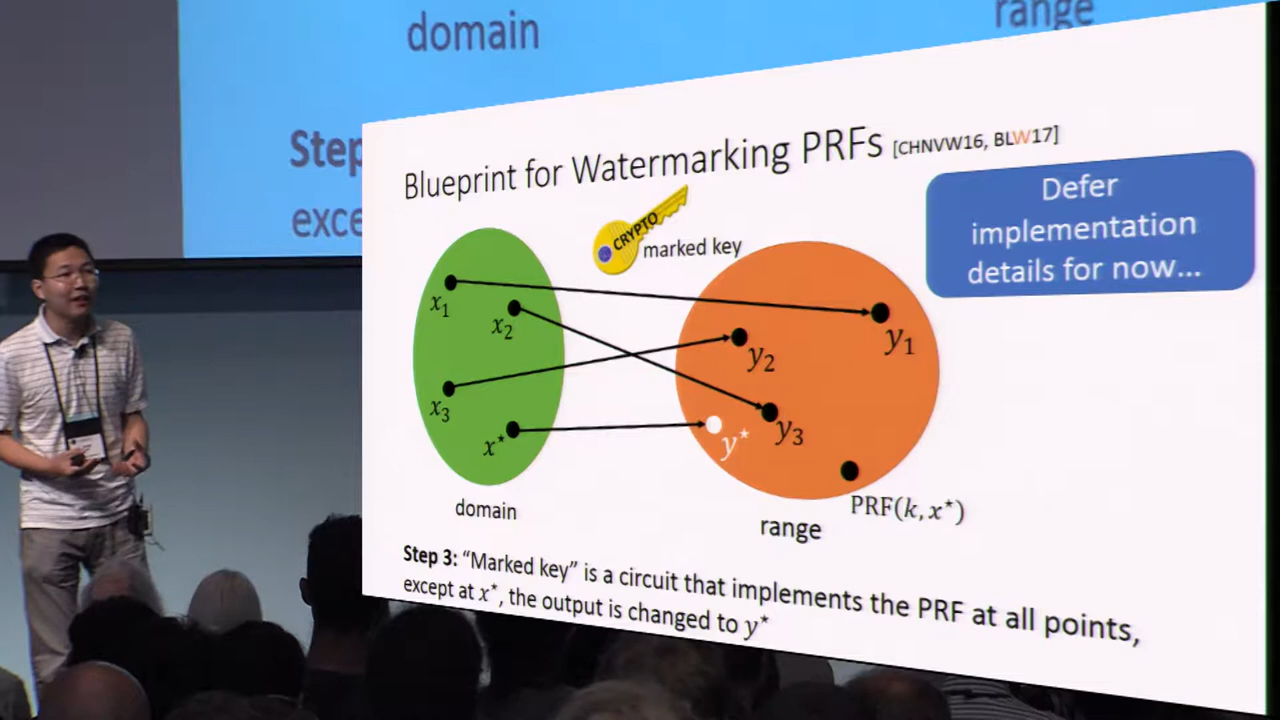 domain
range
Step
exce
Blueprint for Watermarking PRFs [CHNVW16, BLW17]
Defer
implementation
details for now...
CRYPTO
marked key
x₁
x₂
x₃
x*
y₁
y₂
y₃
y*
PRF(k, x*)
domain
range
Step 3: “Marked key” is a circuit that implements the PRF at all points,
except at x*, the output is changed to y*